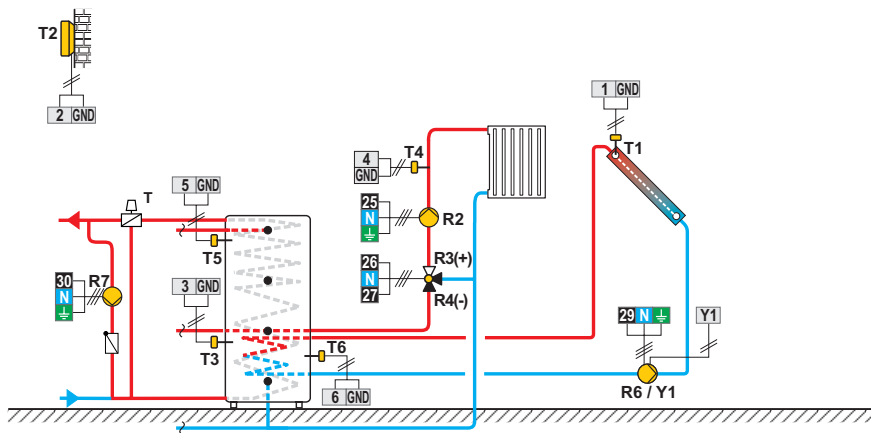 T2
2 GND
1 GND
T1
4
GND
T4
5 GND
T
25
N
R2
T5
R3(+)
26
N
27
R4(-)
30
N
R7
3 GND
T3
T6
6 GND
29 N
Y1
R6 / Y1